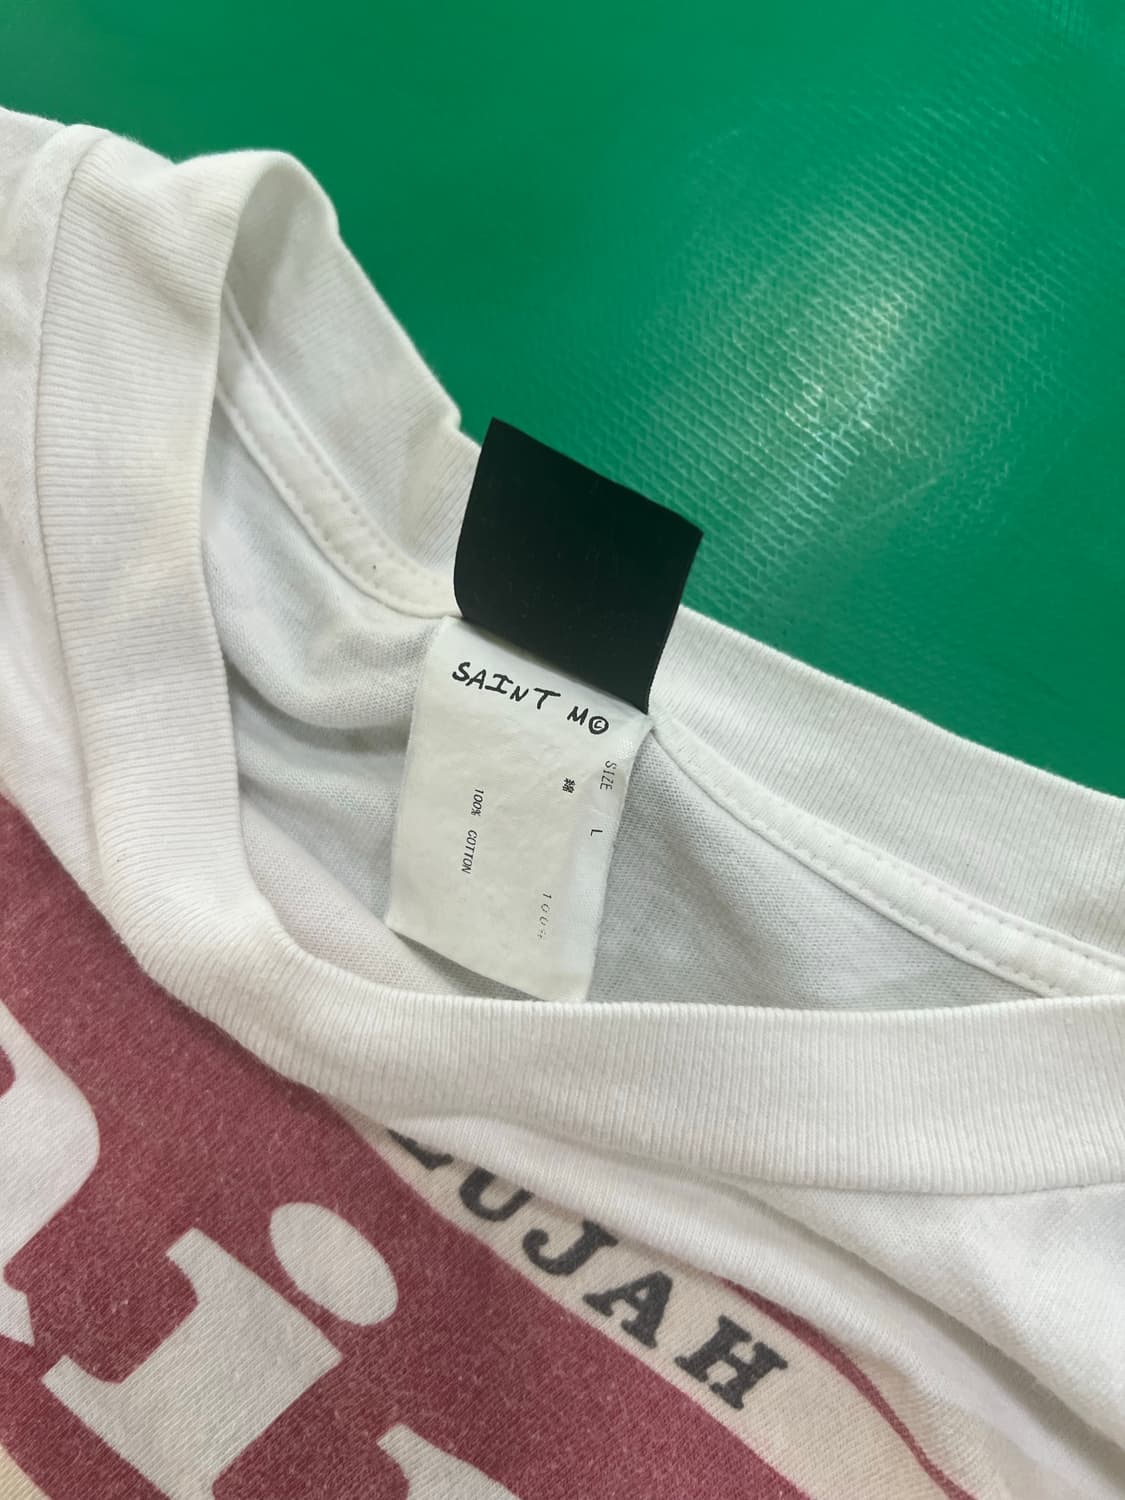 SAINT M©
SIZE L
綿 100%
100% COTTON
LUJAH